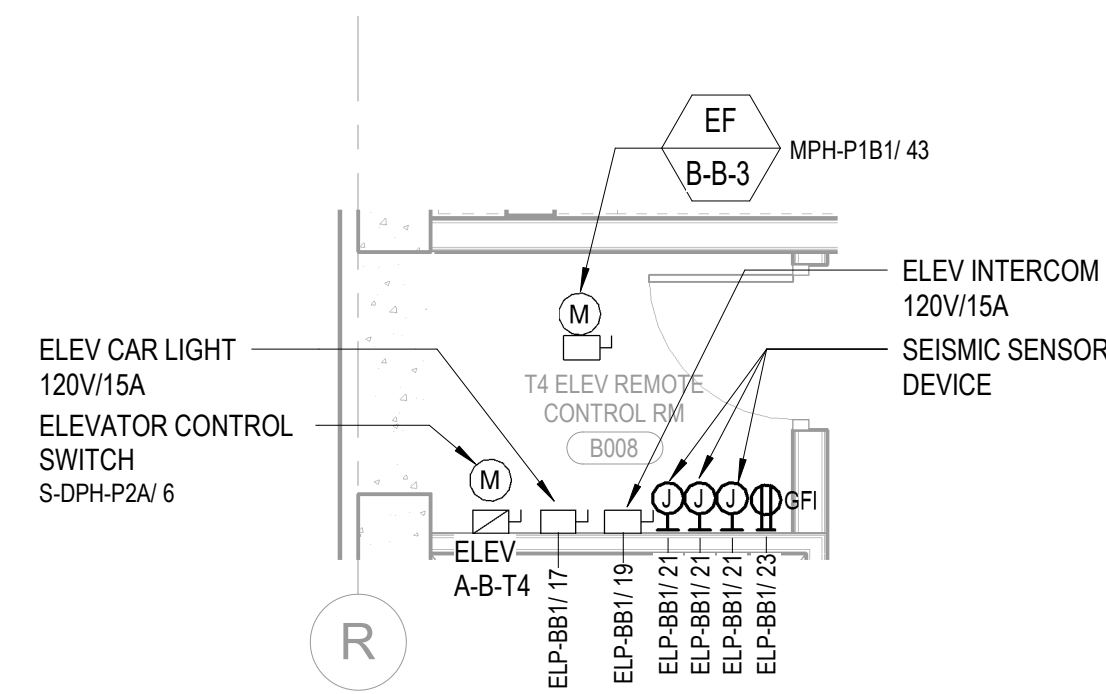 EF
B-B-3
MPH-P1B1/ 43
ELEV INTERCOM
120V/15A
M
ELEV CAR LIGHT
120V/15A
SEISMIC SENSOR
DEVICE
T4 ELEV REMOTE
CONTROL RM
B008
ELEVATOR CONTROL
SWITCH
S-DPH-P2A/ 6
M
J
J
J
GFI
ELEV
A-B-T4
ELP-BB1/ 17
ELP-BB1/ 19
ELP-BB1/ 21
ELP-BB1/ 21
ELP-BB1/ 21
ELP-BB1/ 23
R